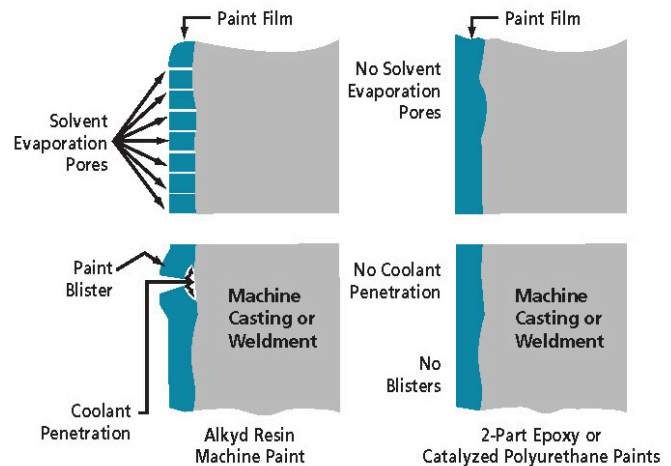 Paint Film
Solvent
Evaporation
Pores
Paint Film
No Solvent
Evaporation
Pores
Paint
Blister
Machine
Casting or
Weldment
Coolant
Penetration
Alkyd Resin
Machine Paint
No Coolant
Penetration
Machine
Casting or
Weldment
No
Blisters
2-Part Epoxy or
Catalyzed Polyurethane Paints